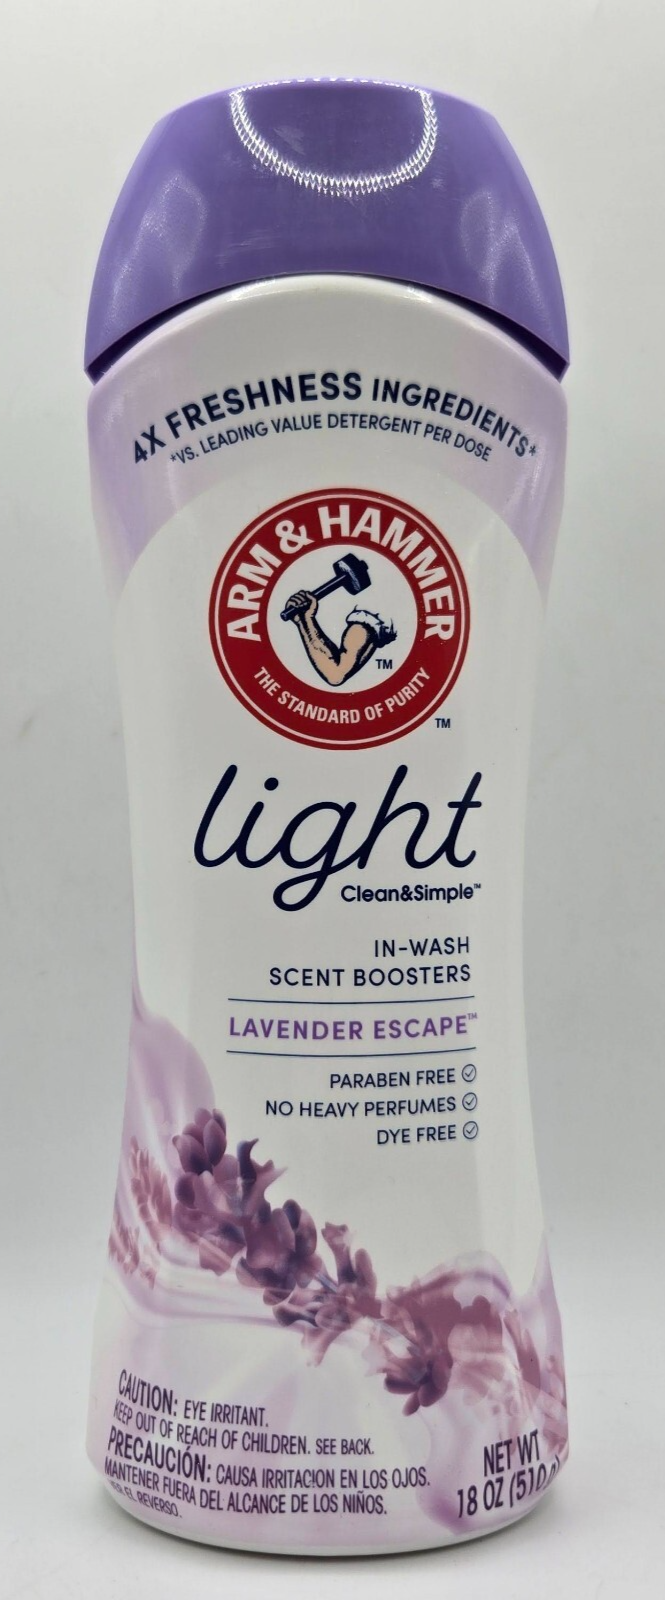 4X FRESHNESS INGREDIENTS*
*VS. LEADING VALUE DETERGENT PER DOSE
ARM & HAMMER
TM
THE STANDARD OF PURITY
TM
light
Clean&Simple™
IN-WASH
SCENT BOOSTERS
LAVENDER ESCAPE™
PARABEN FREE
NO HEAVY PERFUMES
DYE FREE
CAUTION: EYE IRRITANT.
KEEP OUT OF REACH OF CHILDREN. SEE BACK.
PRECAUCIÓN: CAUSA IRRITACION EN LOS OJOS.
MANTENER FUERA DEL ALCANCE DE LOS NIÑOS.
EL REVERSO.
NET WT
18 OZ (510g)